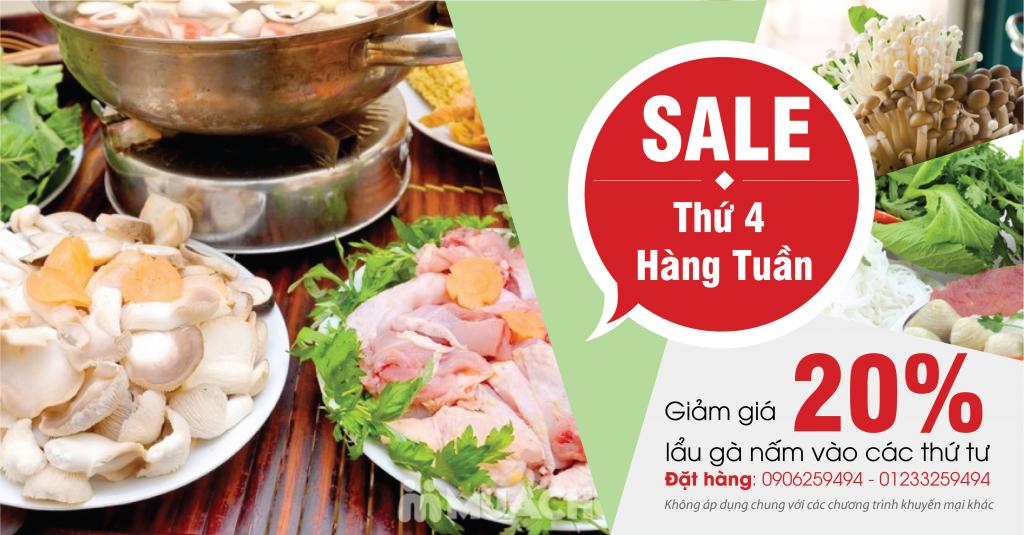 SALE
Thứ 4
Hàng Tuần
Giảm giá 20%
lẩu gà nấm vào các thứ tư
Đặt hàng: 0906259494 - 01233259494
Không áp dụng chung với các chương trình khuyến mại khác
MUACHUNG